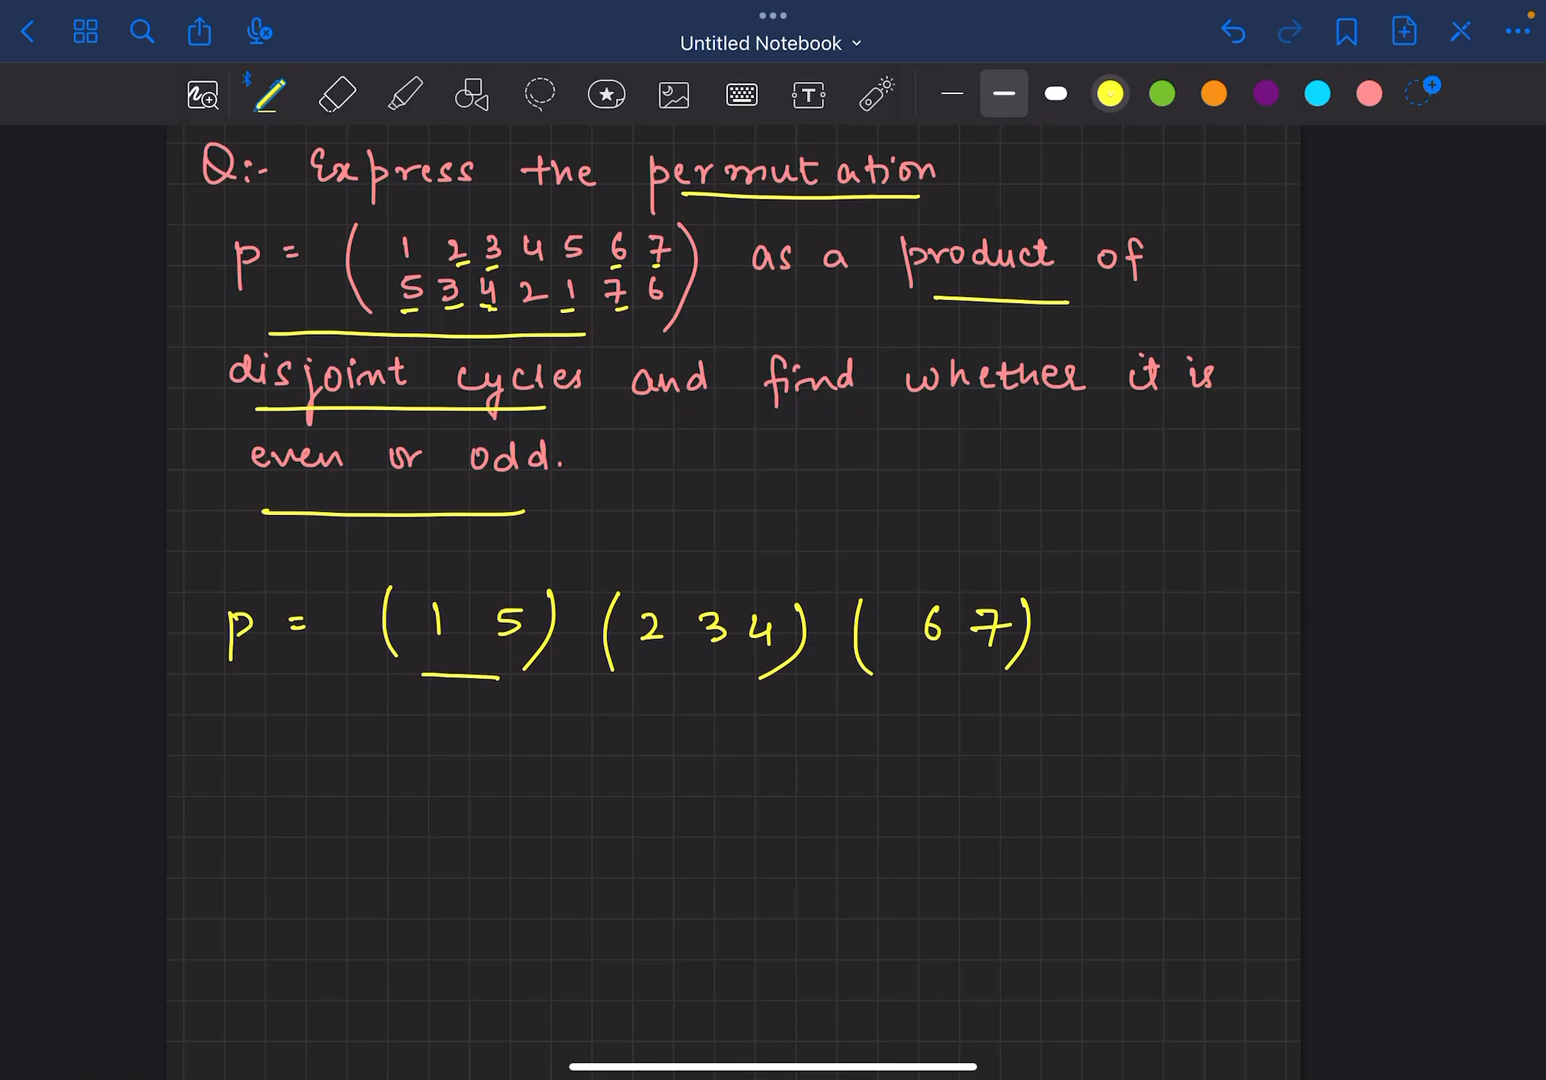 Untitled Notebook
Q:- Express the permutation
p = ( 1 2 3 4 5 6 7 ) as a product of
5 3 4 2 1 7 6
disjoint cycles and find whether it is
even or odd.
p = ( 1 5 ) ( 2 3 4 ) ( 6 7 )